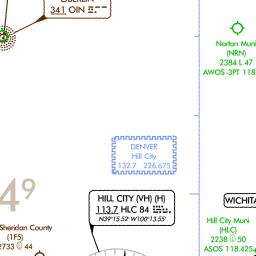 OBERLIN
341 OIN
Norton Muni
(NRN)
2384 L 47
AWOS-3PT 118
DENVER
Hill City
132.7 226.675
49
HILL CITY (VH) (H)
113.7 HLC 84
N39°15.52' W100°13.55'
WICHITA
Sheridan County
(1F5)
2733 44
Hill City Muni
(HLC)
2238 50
ASOS 118.425